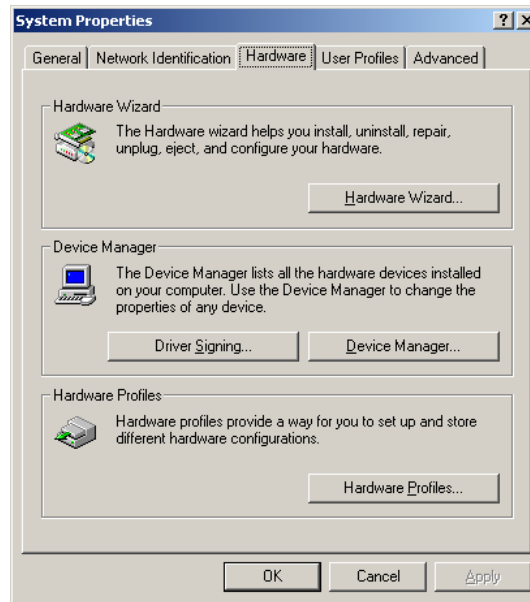 System Properties
General Network Identification Hardware User Profiles Advanced
Hardware Wizard
The Hardware wizard helps you install, uninstall, repair,
unplug, eject, and configure your hardware.
Hardware Wizard...
Device Manager
The Device Manager lists all the hardware devices installed
on your computer. Use the Device Manager to change the
properties of any device.
Driver Signing... Device Manager...
Hardware Profiles
Hardware profiles provide a way for you to set up and store
different hardware configurations.
Hardware Profiles...
OK Cancel Apply